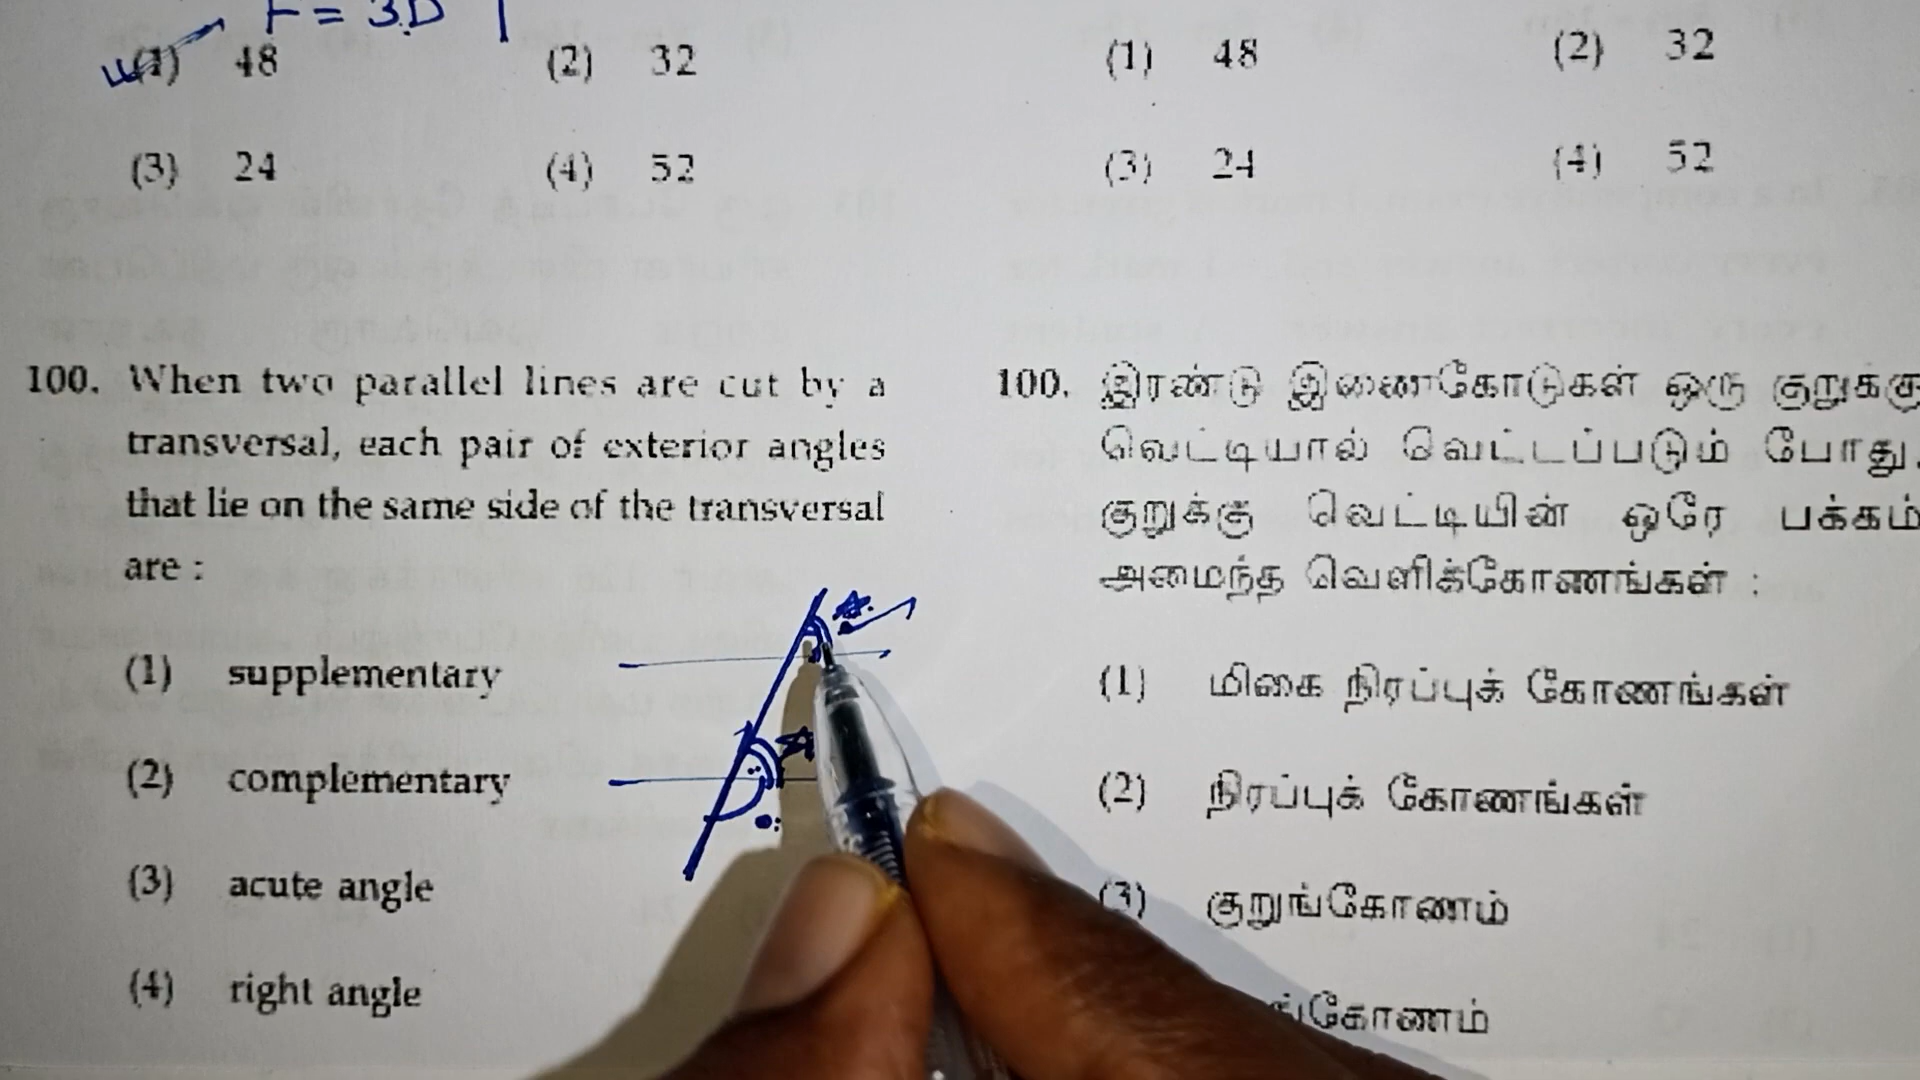 F = 3D
(1) 48 (2) 32
(3) 24 (4) 52
100. When two parallel lines are cut by a
transversal, each pair of exterior angles
that lie on the same side of the transversal
are :
(1) supplementary
(2) complementary
(3) acute angle
(4) right angle
(1) 48 (2) 32
(3) 24 (4) 52
100. இரண்டு இணைகோடுகள் ஒரு குறுக்கு
வெட்டியால் வெட்டப்படும் போது,
குறுக்கு வெட்டியின் ஒரே பக்கம்
அமைந்த வெளிக்கோணங்கள் :
(1) மிகை நிரப்புக் கோணங்கள்
(2) நிரப்புக் கோணங்கள்
(3) குறுங்கோணம்